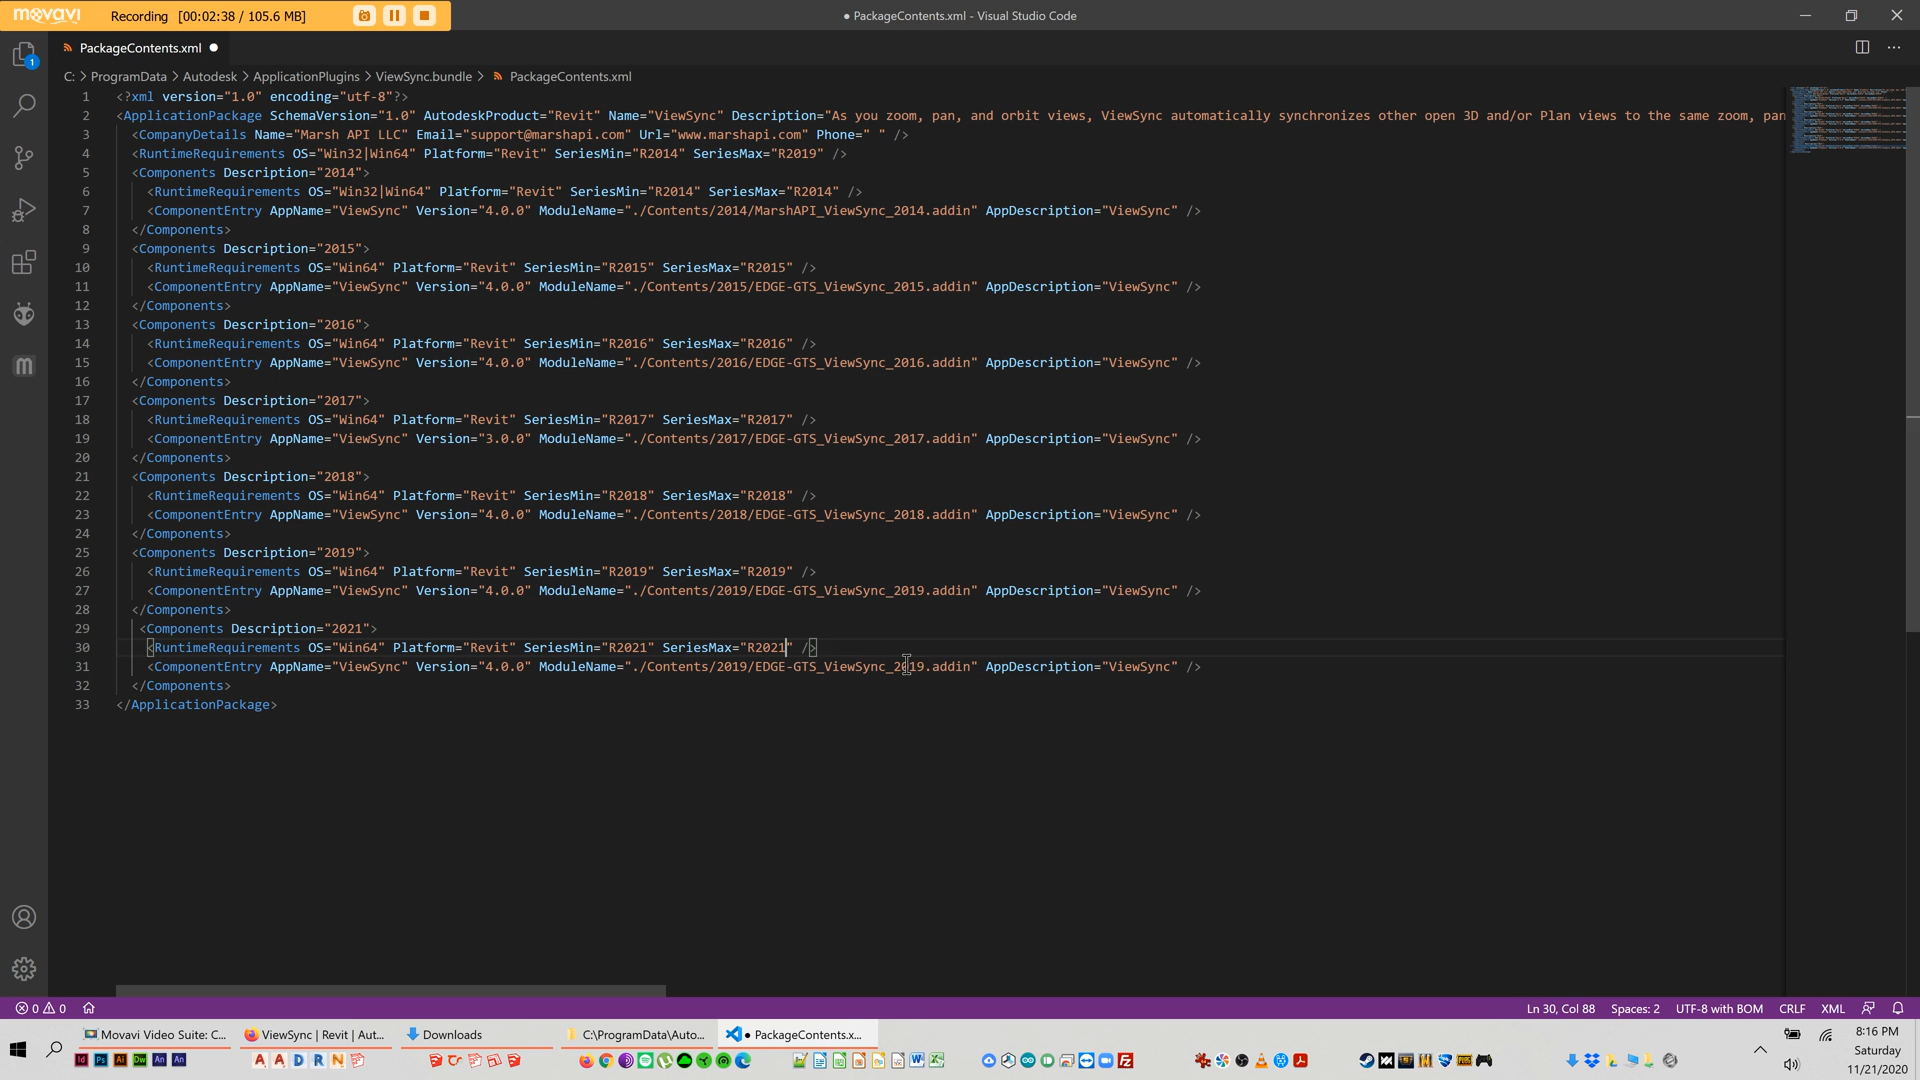 movavi Recording [00:02:38 / 105.6 MB]
● PackageContents.xml - Visual Studio Code
PackageContents.xml ●
C: > ProgramData > Autodesk > ApplicationPlugins > ViewSync.bundle > PackageContents.xml
1 <?xml version="1.0" encoding="utf-8"?>
2 <ApplicationPackage SchemaVersion="1.0" AutodeskProduct="Revit" Name="ViewSync" Description="As you zoom, pan, and orbit views, ViewSync automatically synchronizes other open 3D and/or Plan views to the same zoom, pan
3 <CompanyDetails Name="Marsh API LLC" Email="support@marshapi.com" Url="www.marshapi.com" Phone=" " />
4 <RuntimeRequirements OS="Win32|Win64" Platform="Revit" SeriesMin="R2014" SeriesMax="R2019" />
5 <Components Description="2014">
6 <RuntimeRequirements OS="Win32|Win64" Platform="Revit" SeriesMin="R2014" SeriesMax="R2014" />
7 <ComponentEntry AppName="ViewSync" Version="4.0.0" ModuleName="./Contents/2014/MarshAPI_ViewSync_2014.addin" AppDescription="ViewSync" />
8 </Components>
9 <Components Description="2015">
10 <RuntimeRequirements OS="Win64" Platform="Revit" SeriesMin="R2015" SeriesMax="R2015" />
11 <ComponentEntry AppName="ViewSync" Version="4.0.0" ModuleName="./Contents/2015/EDGE-GTS_ViewSync_2015.addin" AppDescription="ViewSync" />
12 </Components>
13 <Components Description="2016">
14 <RuntimeRequirements OS="Win64" Platform="Revit" SeriesMin="R2016" SeriesMax="R2016" />
15 <ComponentEntry AppName="ViewSync" Version="4.0.0" ModuleName="./Contents/2016/EDGE-GTS_ViewSync_2016.addin" AppDescription="ViewSync" />
16 </Components>
17 <Components Description="2017">
18 <RuntimeRequirements OS="Win64" Platform="Revit" SeriesMin="R2017" SeriesMax="R2017" />
19 <ComponentEntry AppName="ViewSync" Version="3.0.0" ModuleName="./Contents/2017/EDGE-GTS_ViewSync_2017.addin" AppDescription="ViewSync" />
20 </Components>
21 <Components Description="2018">
22 <RuntimeRequirements OS="Win64" Platform="Revit" SeriesMin="R2018" SeriesMax="R2018" />
23 <ComponentEntry AppName="ViewSync" Version="4.0.0" ModuleName="./Contents/2018/EDGE-GTS_ViewSync_2018.addin" AppDescription="ViewSync" />
24 </Components>
25 <Components Description="2019">
26 <RuntimeRequirements OS="Win64" Platform="Revit" SeriesMin="R2019" SeriesMax="R2019" />
27 <ComponentEntry AppName="ViewSync" Version="4.0.0" ModuleName="./Contents/2019/EDGE-GTS_ViewSync_2019.addin" AppDescription="ViewSync" />
28 </Components>
29 <Components Description="2021">
30 <RuntimeRequirements OS="Win64" Platform="Revit" SeriesMin="R2021" SeriesMax="R2021" />
31 <ComponentEntry AppName="ViewSync" Version="4.0.0" ModuleName="./Contents/2019/EDGE-GTS_ViewSync_2019.addin" AppDescription="ViewSync" />
32 </Components>
33 </ApplicationPackage>
0 0 Ln 30, Col 88 Spaces: 2 UTF-8 with BOM CRLF XML
Movavi Video Suite: C... ViewSync | Revit | Aut... Downloads C:\ProgramData\Auto... ● PackageContents.x...
8:16 PM
Saturday
11/21/2020